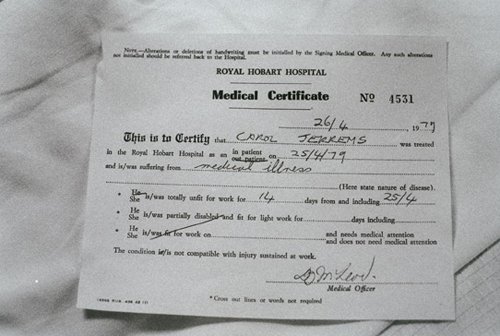 NOTE.—Alterations or deletions of handwriting must be initialled by the Signing Medical Officer. Any such alterations
not initialled should be referred back to the Hospital.
ROYAL HOBART HOSPITAL
Medical Certificate No 4531
26/4 1979
This is to Certify that CAROL JERREMS was treated
in the Royal Hobart Hospital as an in patient out patient on 25/4/79
and is/was suffering from medical illness
(Here state nature of disease).
* He She is/was totally unfit for work for 14 days from and including 25/4
* He She is/was partially disabled and fit for light work for days including
* He She is/was fit for work on and needs medical attention
and does not need medical attention
The condition is/is not compatible with injury sustained at work.
McLeod.
Medical Officer
*Cross out lines or words not required